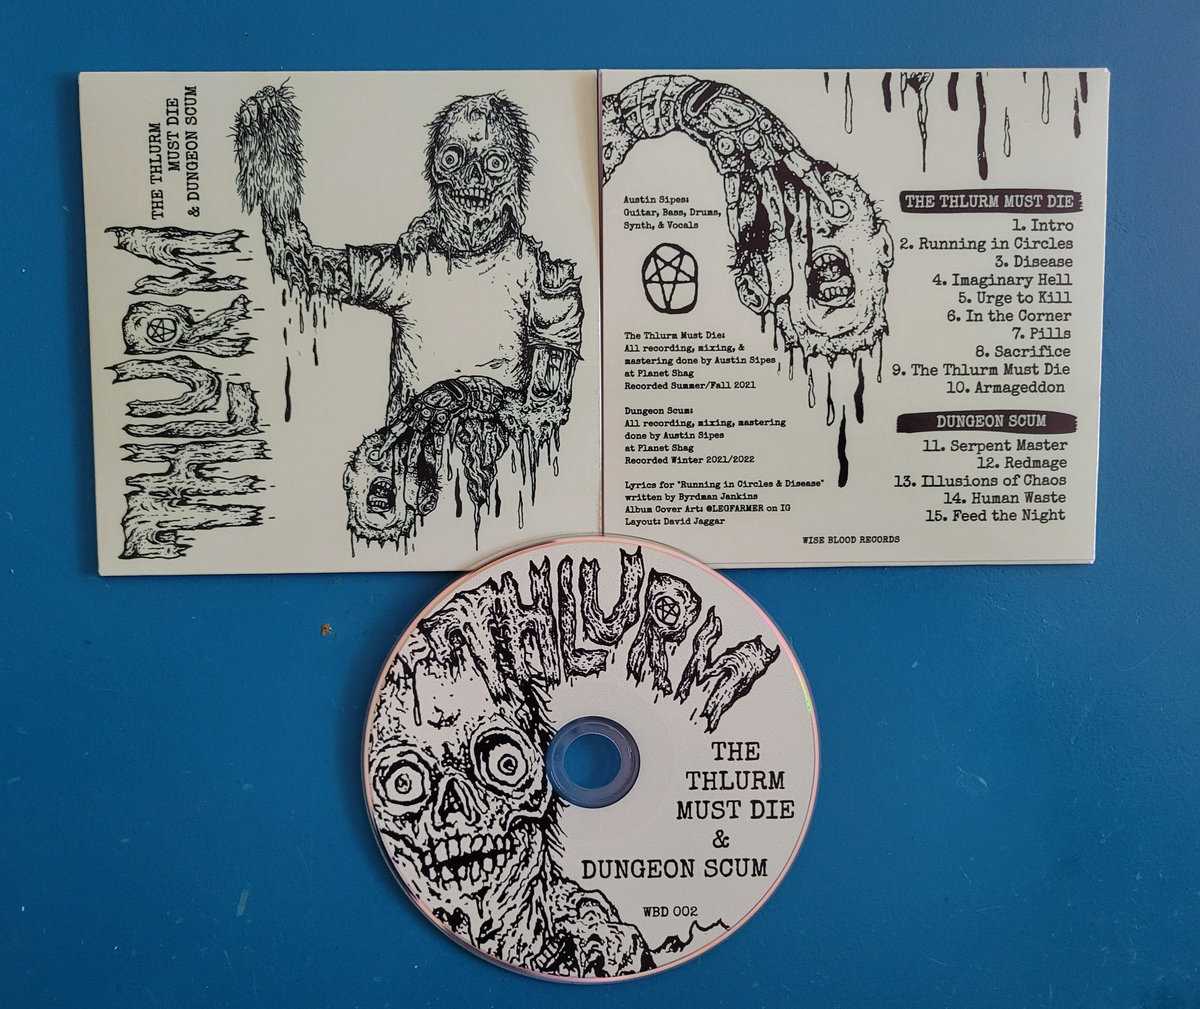 THE THLURM
MUST DIE
& DUNGEON SCUM
THLURM
Austin Sipes:
Guitar, Bass, Drums,
Synth, & Vocals
The Thlurm Must Die:
All recording, mixing, &
mastering done by Austin Sipes
at Planet Shag
Recorded Summer/Fall 2021
Dungeon Scum:
All recording, mixing, mastering
done by Austin Sipes
at Planet Shag
Recorded Winter 2021/2022
Lyrics for "Running in Circles & Disease"
written by Byrdman Jankins
Album Cover Art: @LEGFARMER on IG
Layout: David Jaggar
THE THLURM MUST DIE
1. Intro
2. Running in Circles
3. Disease
4. Imaginary Hell
5. Urge to Kill
6. In the Corner
7. Pills
8. Sacrifice
9. The Thlurm Must Die
10. Armageddon
DUNGEON SCUM
11. Serpent Master
12. Redmage
13. Illusions of Chaos
14. Human Waste
15. Feed the Night
WISE BLOOD RECORDS
THLURM
THE
THLURM
MUST DIE
&
DUNGEON SCUM
WBD 002